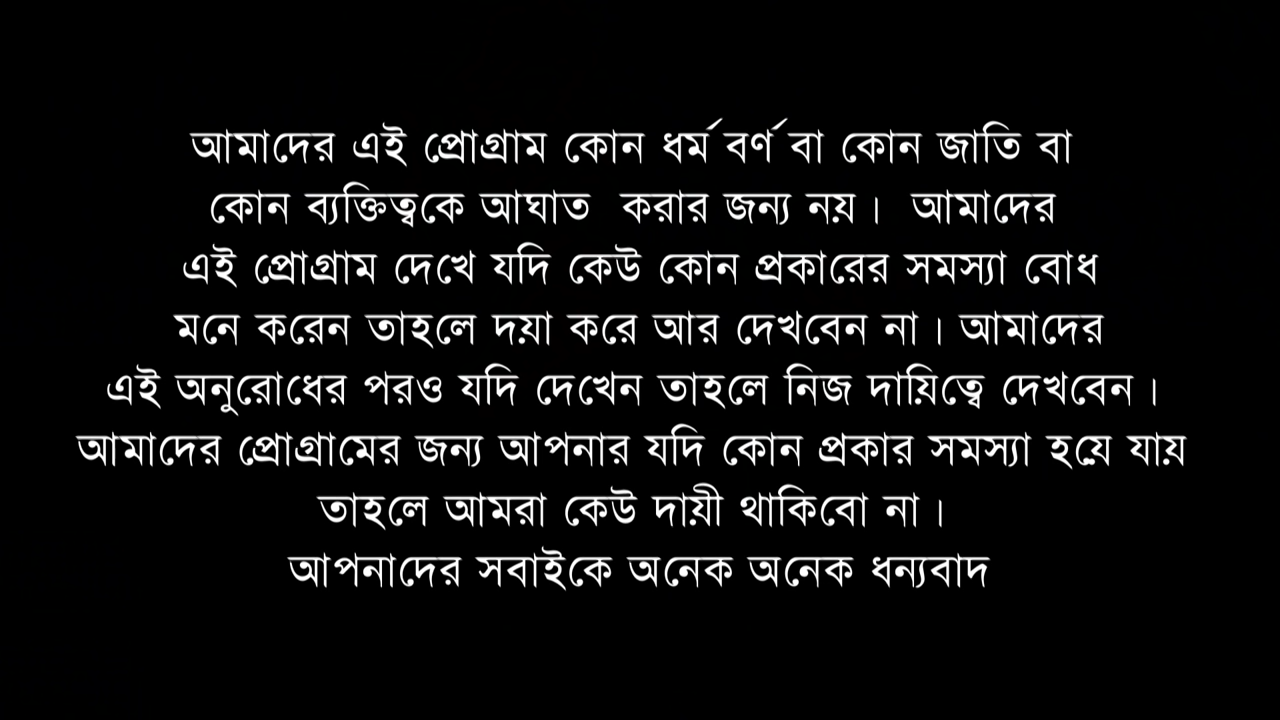 আমাদের এই প্রোগ্রাম কোন ধর্ম বর্ণ বা কোন জাতি বা
কোন ব্যক্তিত্বকে আঘাত করার জন্য নয়। আমাদের
এই প্রোগ্রাম দেখে যদি কেউ কোন প্রকারের সমস্যা বোধ
মনে করেন তাহলে দয়া করে আর দেখবেন না। আমাদের
এই অনুরোধের পরও যদি দেখেন তাহলে নিজ দায়িত্বে দেখবেন।
আমাদের প্রোগ্রামের জন্য আপনার যদি কোন প্রকার সমস্যা হয়ে যায়
তাহলে আমরা কেউ দায়ী থাকিবো না।
আপনাদের সবাইকে অনেক অনেক ধন্যবাদ